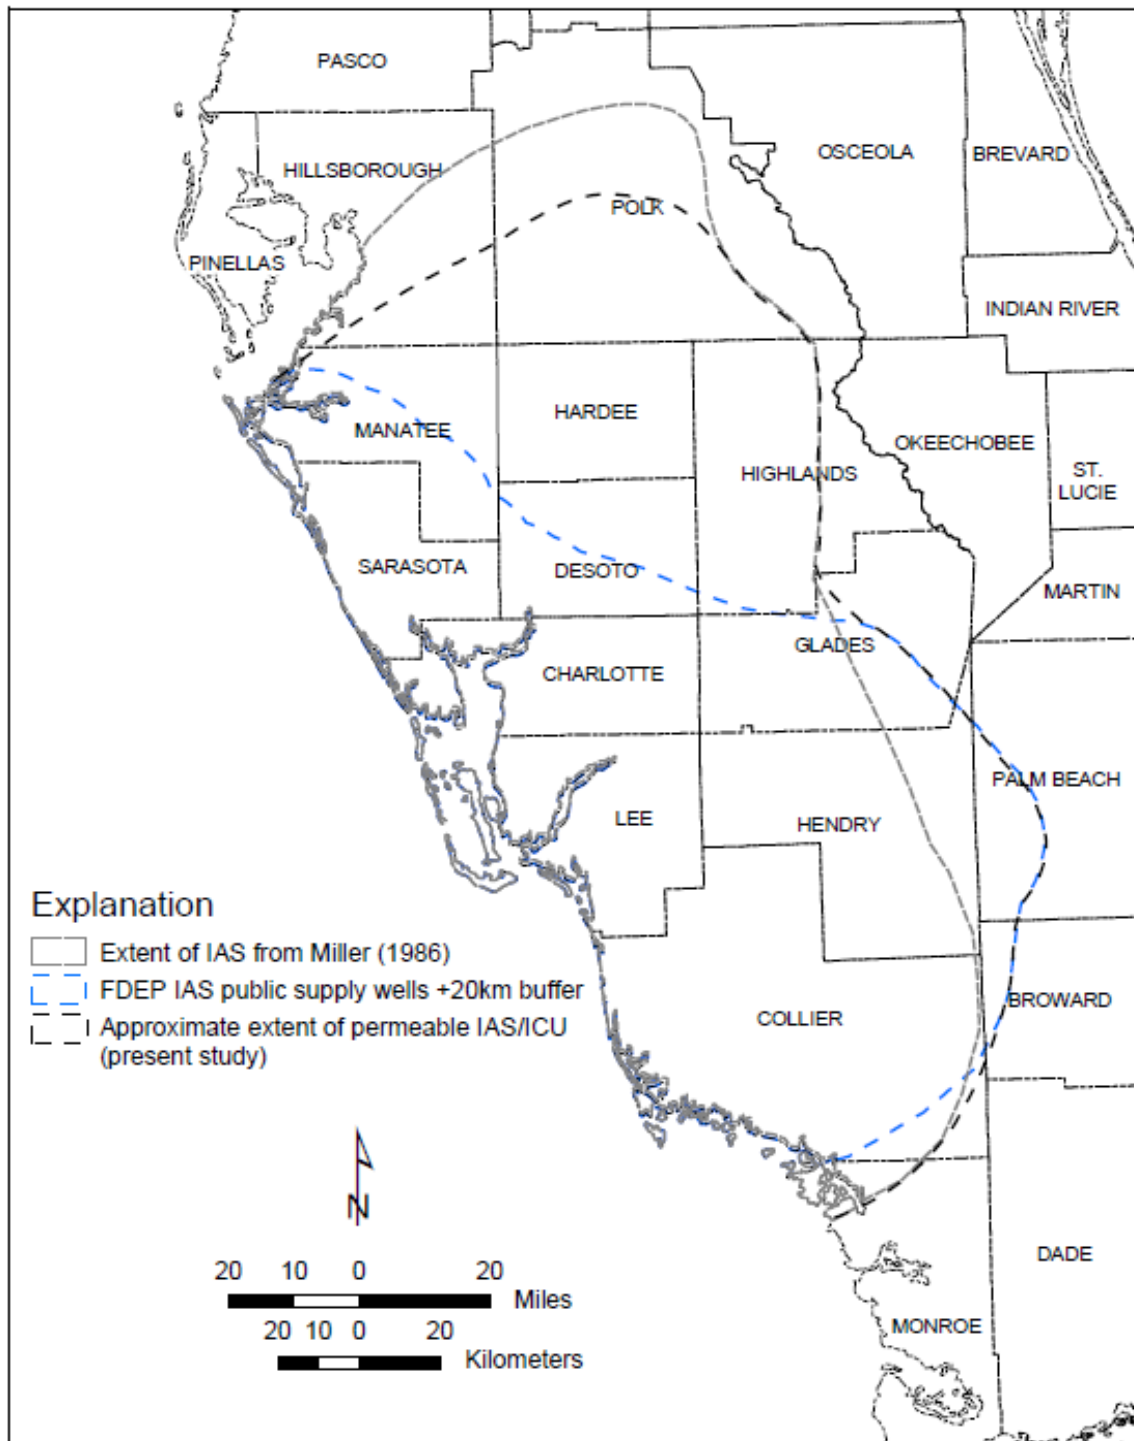 PASCO
OSCEOLA
BREVARD
HILLSBOROUGH
POLK
PINELLAS
INDIAN RIVER
HARDEE
MANATEE
OKEECHOBEE
HIGHLANDS
ST.
LUCIE
SARASOTA
DESOTO
MARTIN
GLADES
CHARLOTTE
PALM BEACH
LEE
HENDRY
Explanation
Extent of IAS from Miller (1986)
FDEP IAS public supply wells +20km buffer
Approximate extent of permeable IAS/ICU
(present study)
BROWARD
COLLIER
N
DADE
20 10 0 20
Miles
20 10 0 20
Kilometers
MONROE